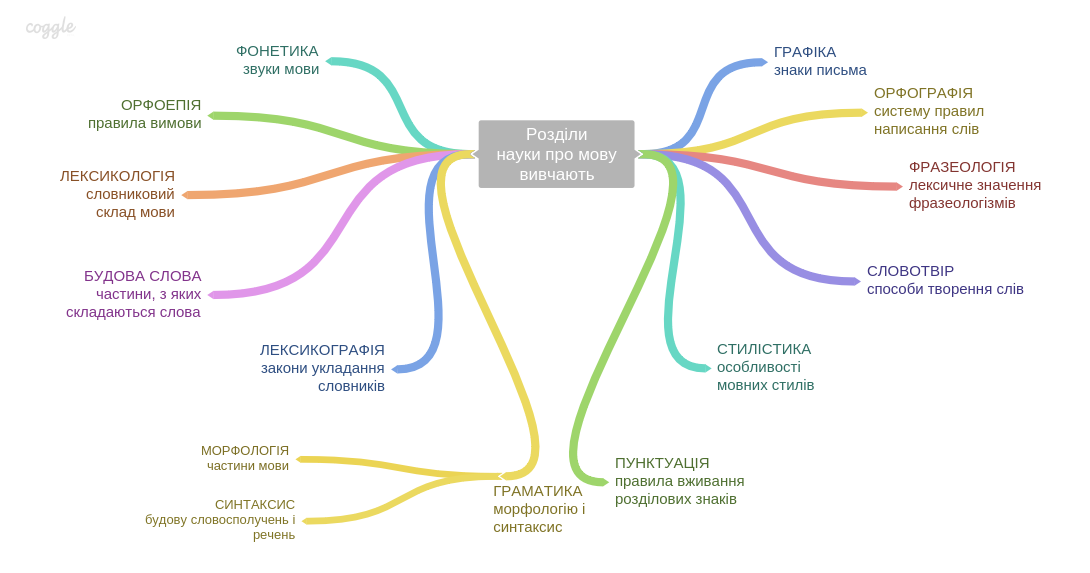 coggle
Розділи
науки про мову
вивчають
ФОНЕТИКА
звуки мови
ОРФОЕПІЯ
правила вимови
ЛЕКСИКОЛОГІЯ
словниковий
склад мови
БУДОВА СЛОВА
частини, з яких
складаються слова
ЛЕКСИКОГРАФІЯ
закони укладання
словників
ГРАМАТИКА
морфологію і
синтаксис
МОРФОЛОГІЯ
частини мови
СИНТАКСИС
будову словосполучень і
речень
ГРАФІКА
знаки письма
ОРФОГРАФІЯ
систему правил
написання слів
ФРАЗЕОЛОГІЯ
лексичне значення
фразеологізмів
СЛОВОТВІР
способи творення слів
СТИЛІСТИКА
особливості
мовних стилів
ПУНКТУАЦІЯ
правила вживання
розділових знаків